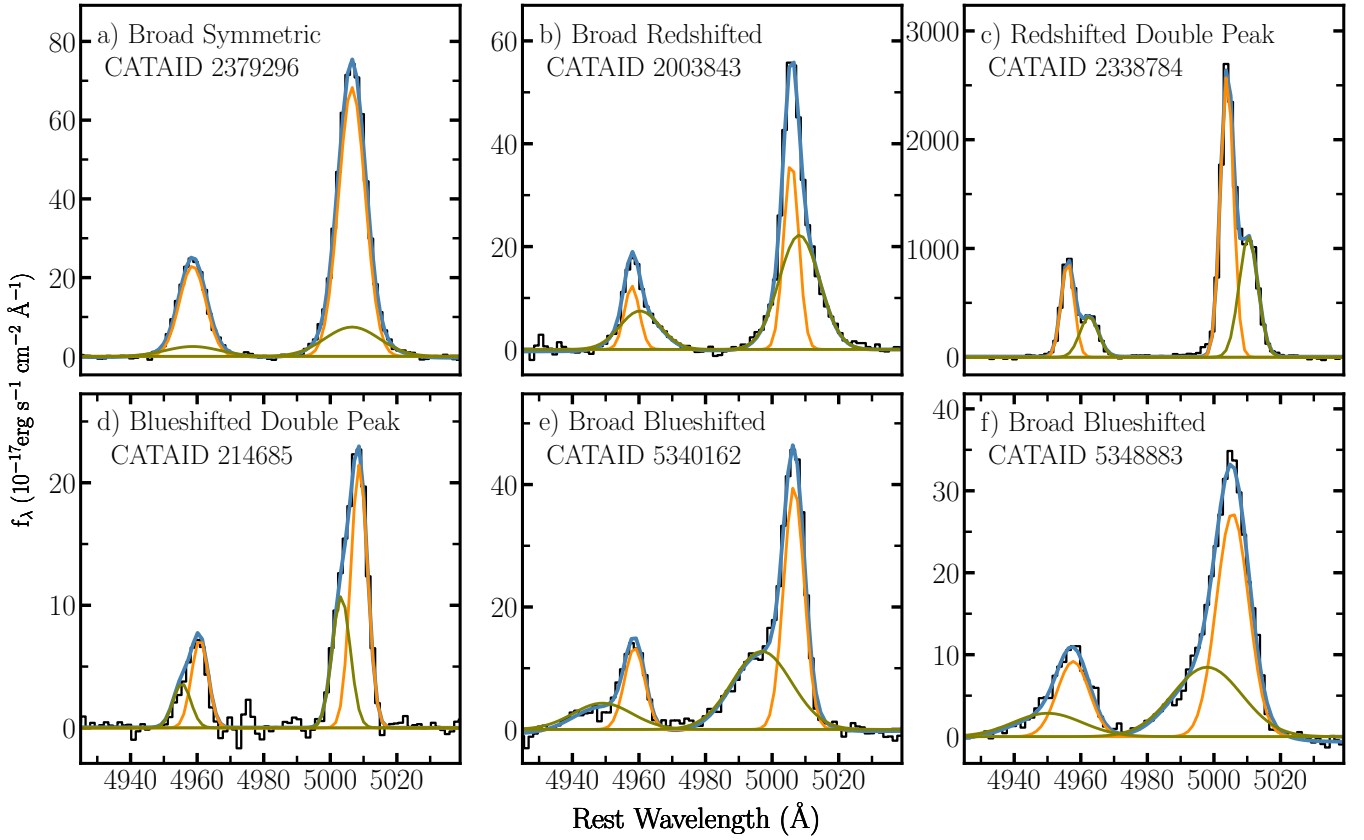 a) Broad Symmetric
CATAID 2379296
80
60
40
20
0
b) Broad Redshifted
CATAID 2003843
60
40
20
0
c) Redshifted Double Peak
CATAID 2338784
3000
2000
1000
0
d) Blueshifted Double Peak
CATAID 214685
20
10
0
4940 4960 4980 5000 5020
e) Broad Blueshifted
CATAID 5340162
40
20
0
4940 4960 4980 5000 5020
f) Broad Blueshifted
CATAID 5348883
40
30
20
10
0
4940 4960 4980 5000 5020
f_λ (10⁻¹⁷erg s⁻¹ cm⁻² Å⁻¹)
Rest Wavelength (Å)